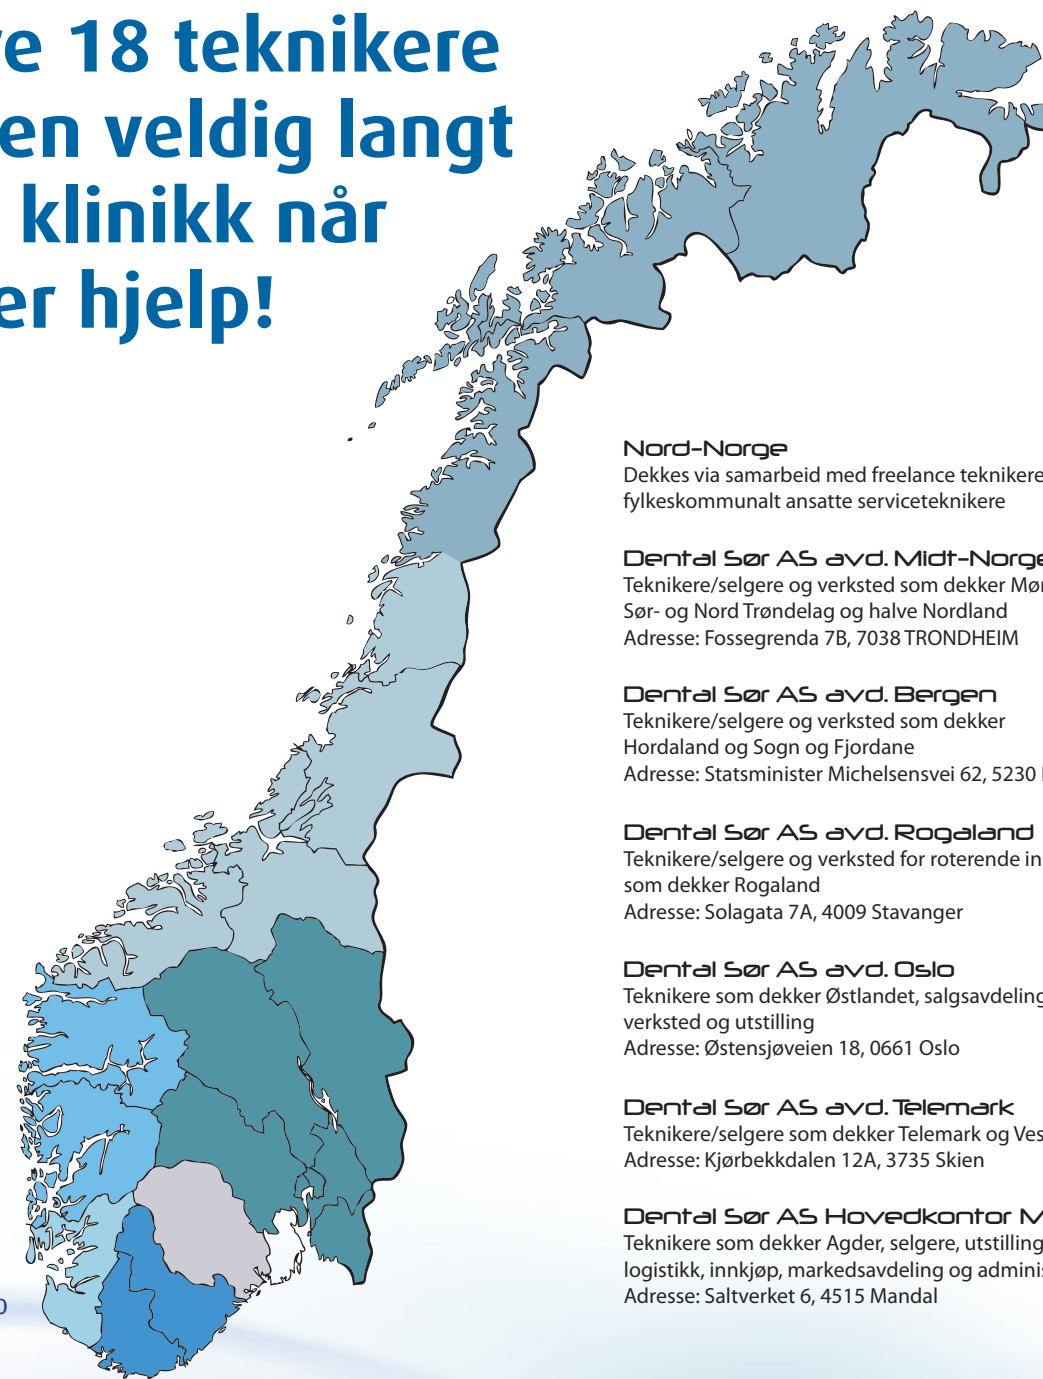 18 teknikere
en veldig langt
klinikk når
er hjelp!
Nord-Norge
Dekkes via samarbeid med freelance teknikere
fylkeskommunalt ansatte serviceteknikere
Dental Sør AS avd. Midt-Norge
Teknikere/selgere og verksted som dekker
Sør- og Nord Trøndelag og halve Nordland
Adresse: Fossegrenda 7B, 7038 TRONDHEIM
Dental Sør AS avd. Bergen
Teknikere/selgere og verksted som dekker
Hordaland og Sogn og Fjordane
Adresse: Statsminister Michelsensvei 62, 5230
Dental Sør AS avd. Rogaland
Teknikere/selgere og verksted for roterende
som dekker Rogaland
Adresse: Solagata 7A, 4009 Stavanger
Dental Sør AS avd. Oslo
Teknikere som dekker Østlandet, salgsavdeling
verksted og utstilling
Adresse: Østensjøveien 18, 0661 Oslo
Dental Sør AS avd. Telemark
Teknikere/selgere som dekker Telemark og
Adresse: Kjørbekkdalen 12A, 3735 Skien
Dental Sør AS Hovedkontor
Teknikere som dekker Agder, selgere, utstilling
logistikk, innkjøp, markedsavdeling og
Adresse: Saltverket 6, 4515 Mandal